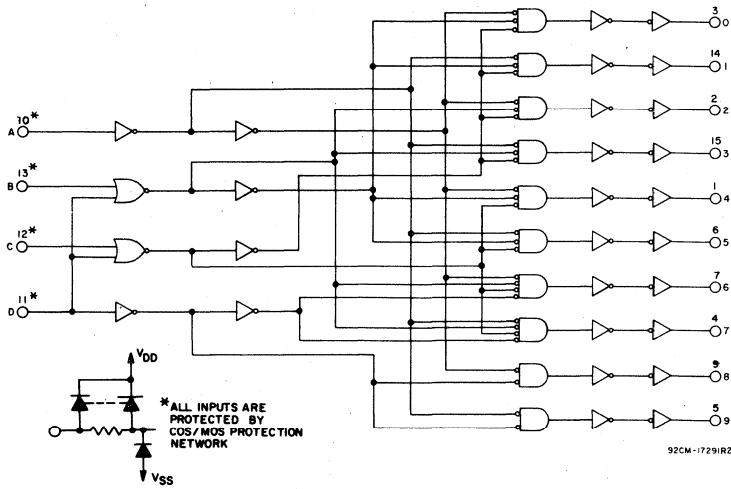 3
0
14
1
2
2
15
3
1
4
6
5
7
6
4
7
9
8
5
9
10*
A
13*
B
12*
C
11*
D
VDD
*ALL INPUTS ARE
PROTECTED BY
COS/MOS PROTECTION
NETWORK
VSS
92CM-17291R2